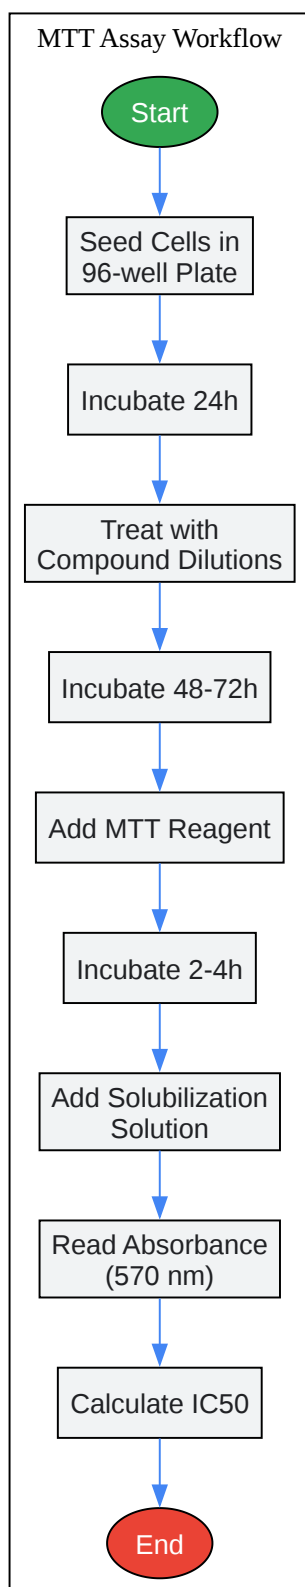 MTT Assay Workflow
Start
Seed Cells in
96-well Plate
Incubate 24h
Treat with
Compound Dilutions
Incubate 48-72h
Add MTT Reagent
Incubate 2-4h
Add Solubilization
Solution
Read Absorbance
(570 nm)
Calculate IC50
End